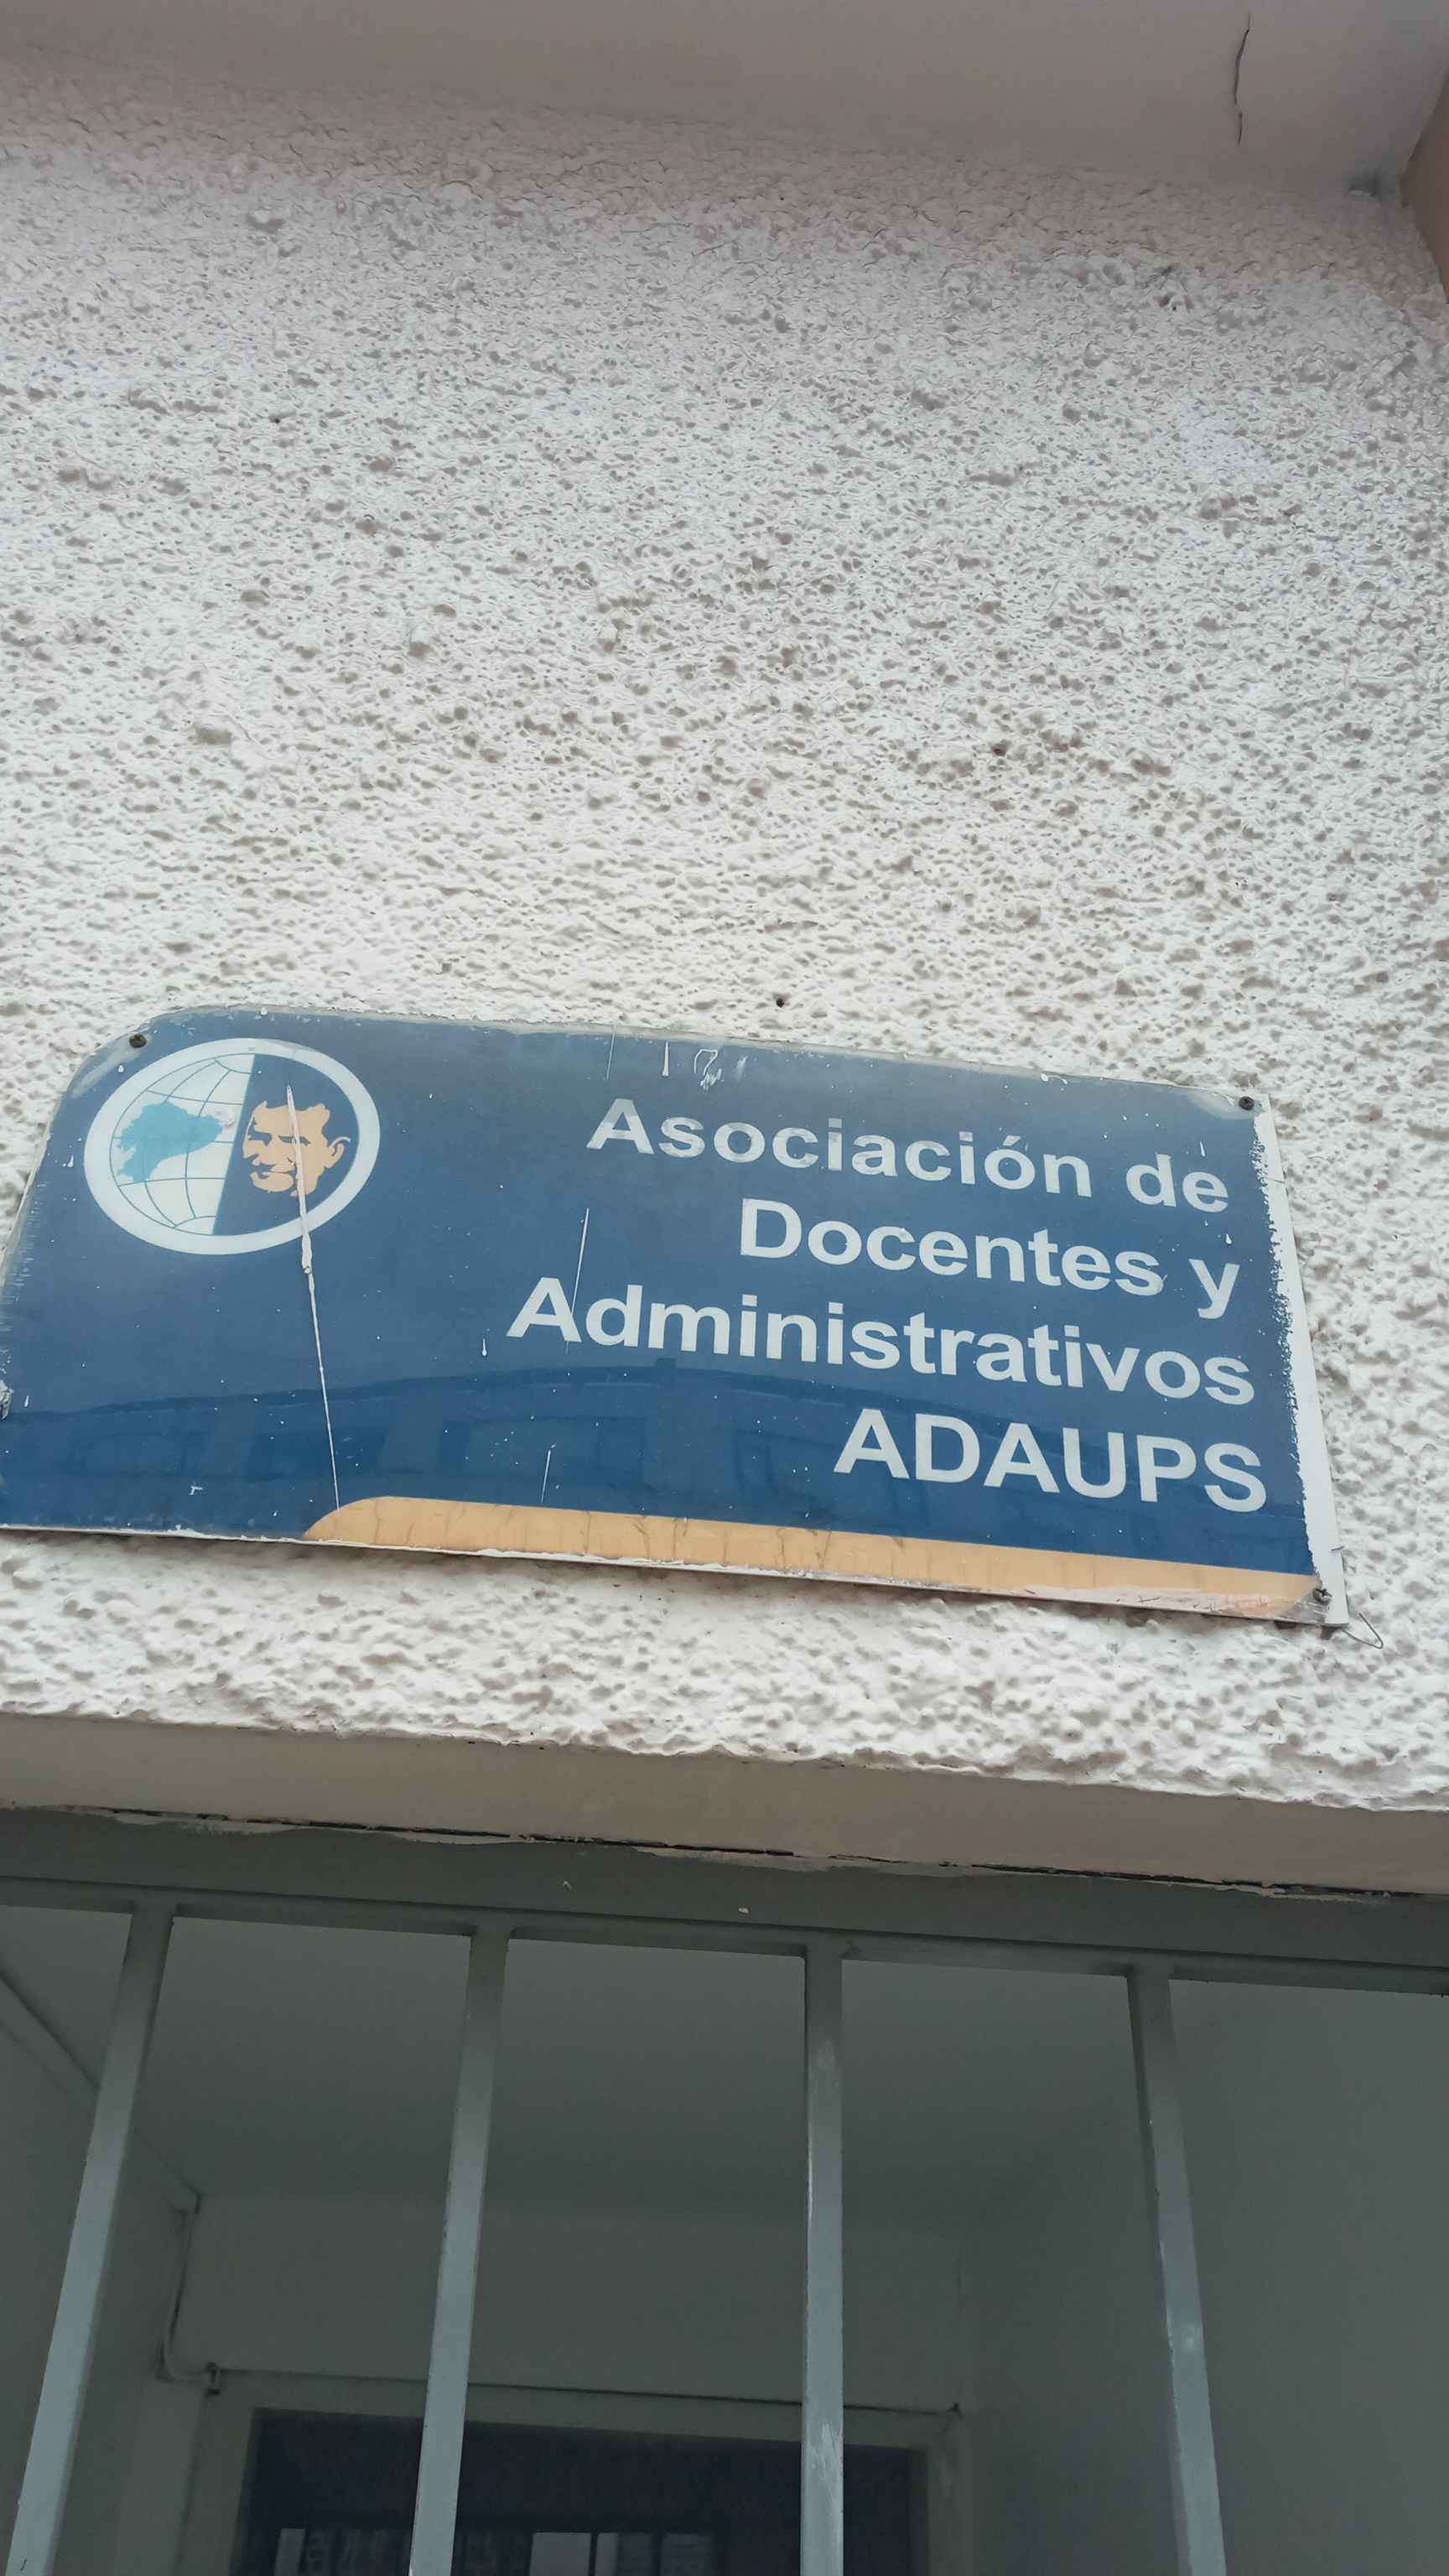 Asociación de
Docentes y
Administrativos
ADAUPS